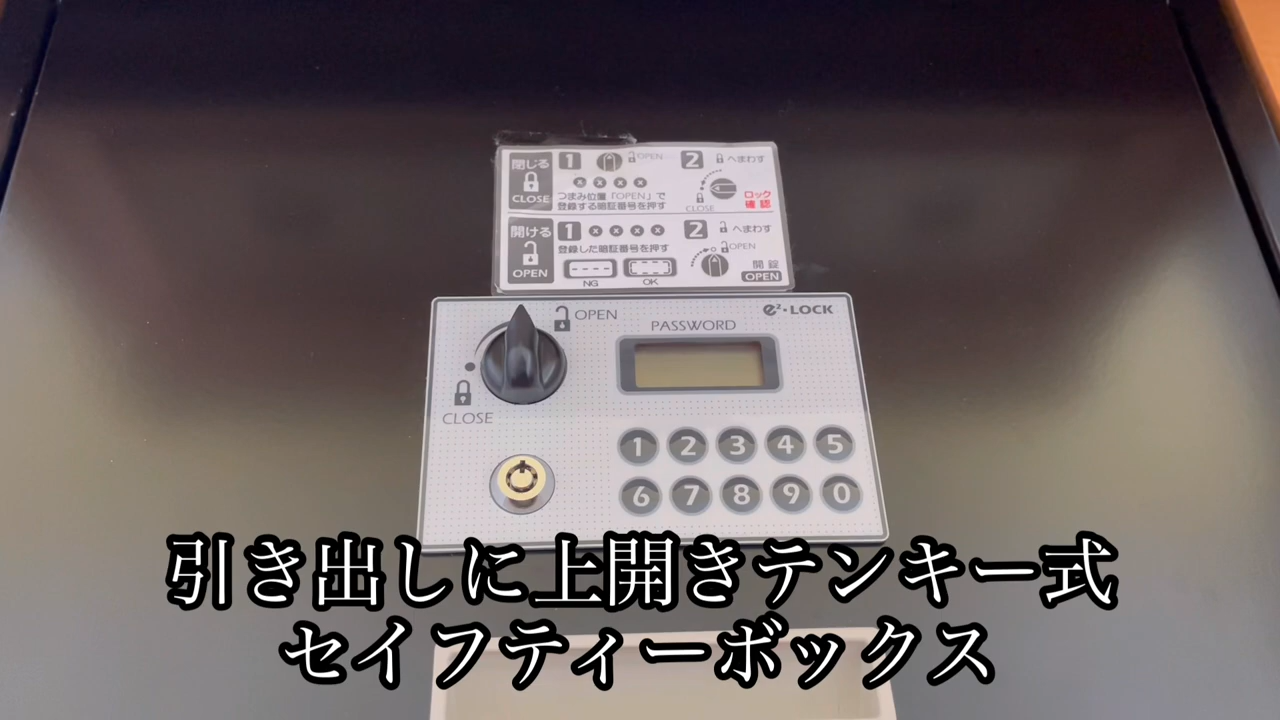 閉じる 1 OPEN 2 へまわす
CLOSE つまみ位置「OPEN」で
登録する暗証番号を押す
CLOSE ロック
確認
開ける 1 2 へまわす
登録した暗証番号を押す
OPEN
OPEN NG OK 開錠
OPEN
e²・LOCK
OPEN PASSWORD
CLOSE
1 2 3 4 5
6 7 8 9 0
引き出しに上開きテンキー式
セイフティーボックス